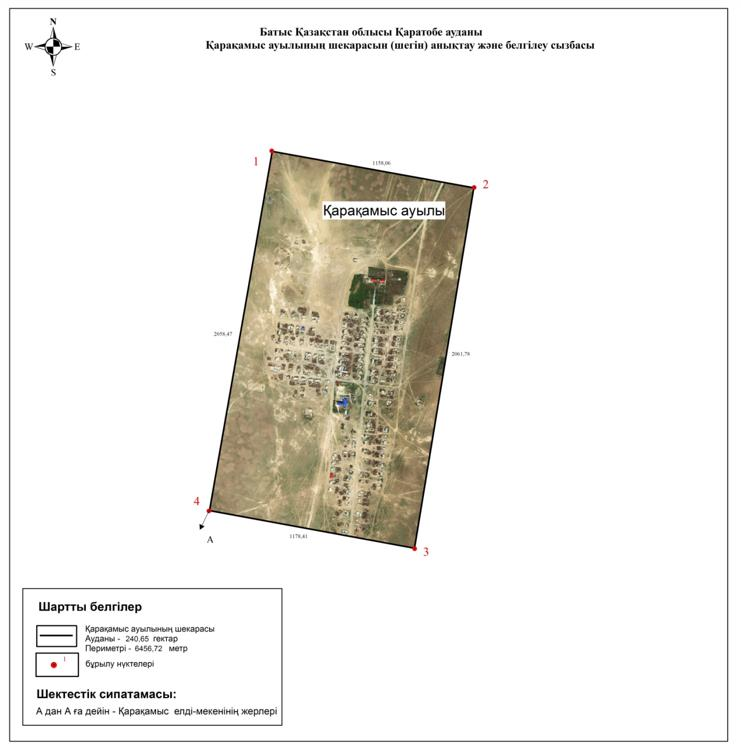 Батыс Қазақстан облысы Қаратобе ауданы
Қарақамыс ауылының шекарасын (шегін) анықтау және белгілеу сызбасы
N
W E
S
1
1158,06
2
Қарақамыс ауылы
2058,47
2061,78
4
А
1178,41
3
Шартты белгілер
Қарақамыс ауылының шекарасы
Ауданы - 240,65 гектар
Периметрі - 6456,72 метр
1
бұрылу нүктелері
Шектестік сипатамасы:
А дан А ға дейін - Қарақамыс елді-мекенінің жерлері